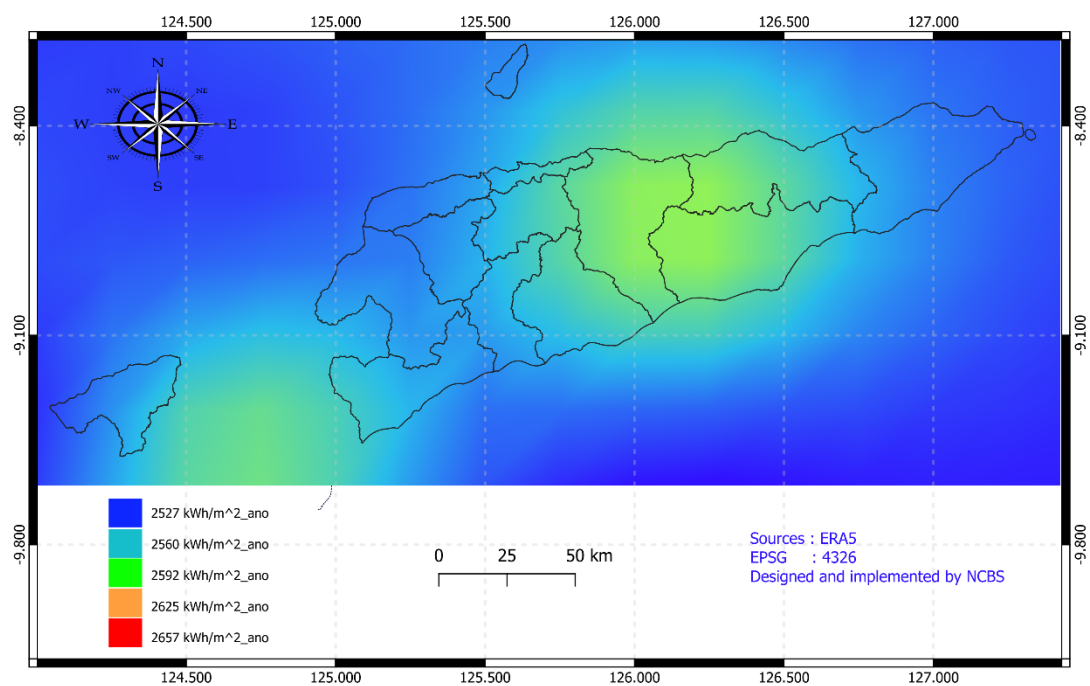 124.500 125.000 125.500 126.000 126.500 127.000
N
NW NE
W E
SW SE
S
-8.400 -8.400
-9.100 -9.100
-9.800 -9.800
2527 kWh/m^2_ano
2560 kWh/m^2_ano
2592 kWh/m^2_ano
2625 kWh/m^2_ano
2657 kWh/m^2_ano
0 25 50 km
Sources : ERA5
EPSG : 4326
Designed and implemented by NCBS
124.500 125.000 125.500 126.000 126.500 127.000